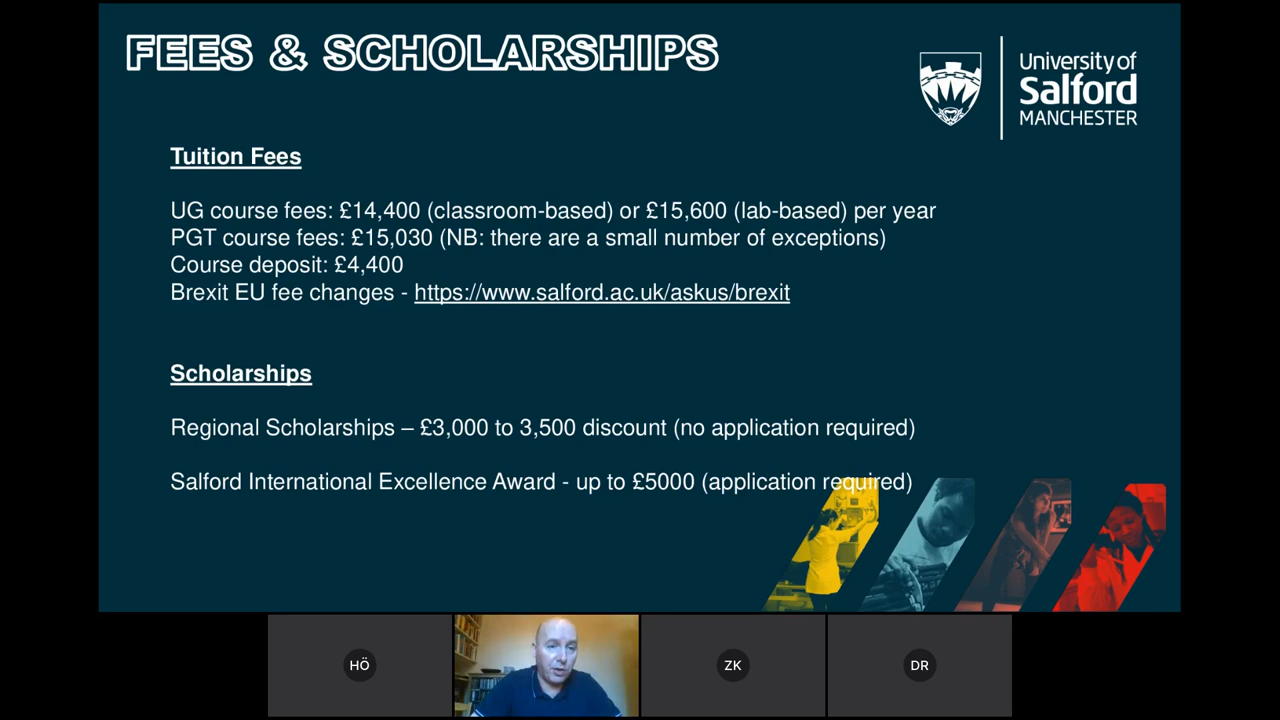 FEES & SCHOLARSHIPS
University of
Salford
MANCHESTER
Tuition Fees
UG course fees: £14,400 (classroom-based) or £15,600 (lab-based) per year
PGT course fees: £15,030 (NB: there are a small number of exceptions)
Course deposit: £4,400
Brexit EU fee changes - https://www.salford.ac.uk/askus/brexit
Scholarships
Regional Scholarships – £3,000 to 3,500 discount (no application required)
Salford International Excellence Award - up to £5000 (application required)
HÖ
ZK
DR